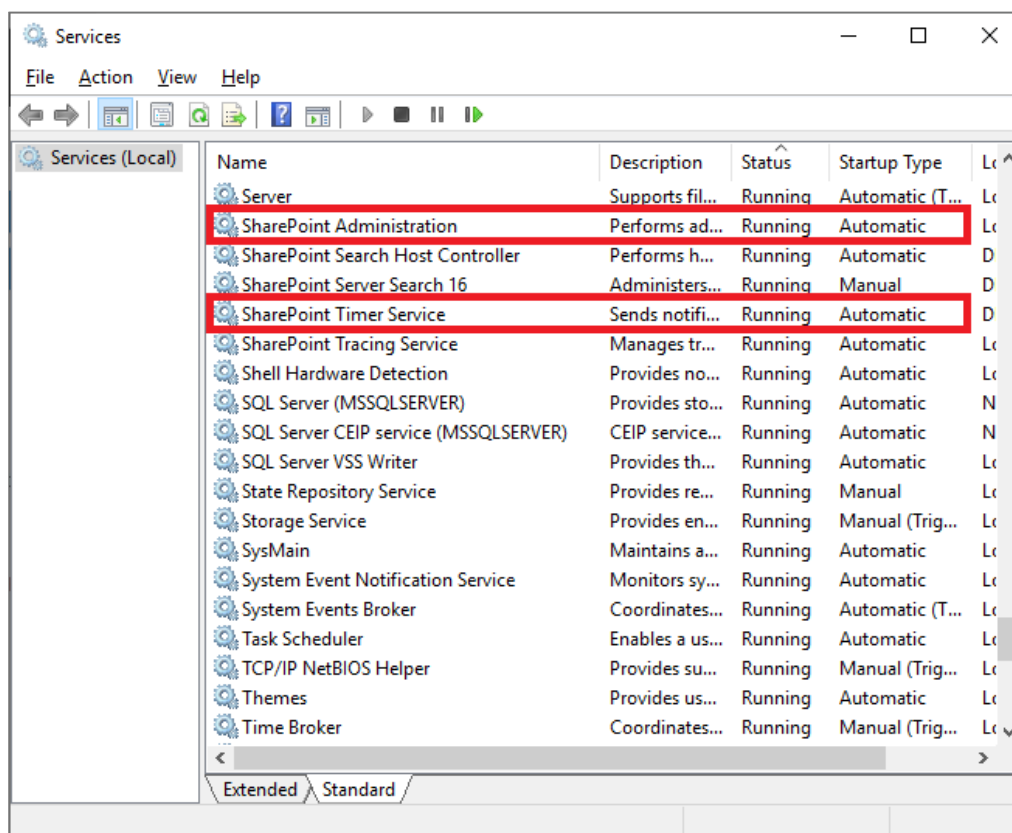 Services
File Action View Help
Services (Local)
Name Description Status Startup Type
Server Supports fil... Running Automatic (T...
SharePoint Administration Performs ad... Running Automatic
SharePoint Search Host Controller Performs h... Running Automatic
SharePoint Server Search 16 Administers... Running Manual
SharePoint Timer Service Sends notifi... Running Automatic
SharePoint Tracing Service Manages tr... Running Automatic
Shell Hardware Detection Provides no... Running Automatic
SQL Server (MSSQLSERVER) Provides sto... Running Automatic
SQL Server CEIP service (MSSQLSERVER) CEIP service... Running Automatic
SQL Server VSS Writer Provides th... Running Automatic
State Repository Service Provides re... Running Manual
Storage Service Provides en... Running Manual (Trig...
SysMain Maintains a... Running Automatic
System Event Notification Service Monitors sy... Running Automatic
System Events Broker Coordinates... Running Automatic (T...
Task Scheduler Enables a us... Running Automatic
TCP/IP NetBIOS Helper Provides su... Running Manual (Trig...
Themes Provides us... Running Automatic
Time Broker Coordinates... Running Manual (Trig...
Extended Standard